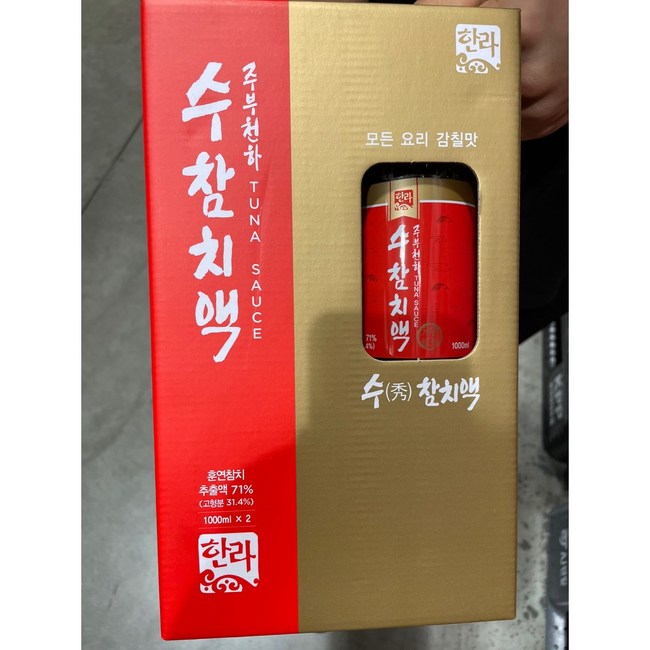 주부천하
수참치액
TUNA SAUCE
훈연참치
추출액 71%
(고형분 31.4%)
1000ml × 2
한라
한라
모든 요리 감칠맛
한라
주부천하
수참치액
TUNA SAUCE
71%
4%)
1000ml
수(秀) 참치액